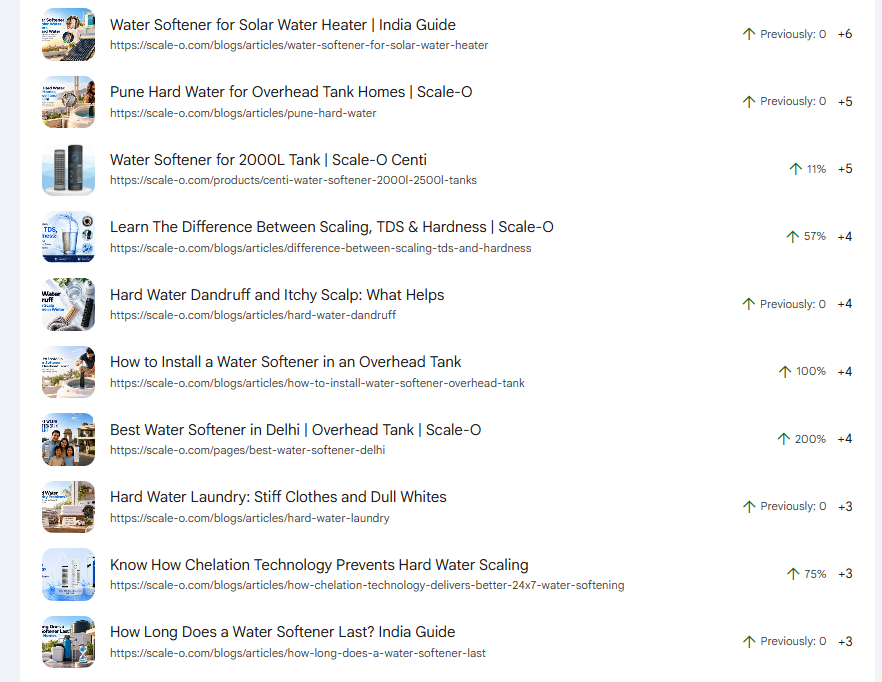 Water Softener for Solar Water Heater | India Guide
https://scale-o.com/blogs/articles/water-softener-for-solar-water-heater
Previously: 0 +6
Pune Hard Water for Overhead Tank Homes | Scale-O
https://scale-o.com/blogs/articles/pune-hard-water
Previously: 0 +5
Water Softener for 2000L Tank | Scale-O Centi
https://scale-o.com/products/centi-water-softener-2000l-2500l-tanks
11% +5
Learn The Difference Between Scaling, TDS & Hardness | Scale-O
https://scale-o.com/blogs/articles/difference-between-scaling-tds-and-hardness
57% +4
Hard Water Dandruff and Itchy Scalp: What Helps
https://scale-o.com/blogs/articles/hard-water-dandruff
Previously: 0 +4
How to Install a Water Softener in an Overhead Tank
https://scale-o.com/blogs/articles/how-to-install-water-softener-overhead-tank
100% +4
Best Water Softener in Delhi | Overhead Tank | Scale-O
https://scale-o.com/pages/best-water-softener-delhi
200% +4
Hard Water Laundry: Stiff Clothes and Dull Whites
https://scale-o.com/blogs/articles/hard-water-laundry
Previously: 0 +3
Know How Chelation Technology Prevents Hard Water Scaling
https://scale-o.com/blogs/articles/how-chelation-technology-delivers-better-24x7-water-softening
75% +3
How Long Does a Water Softener Last? India Guide
https://scale-o.com/blogs/articles/how-long-does-a-water-softener-last
Previously: 0 +3